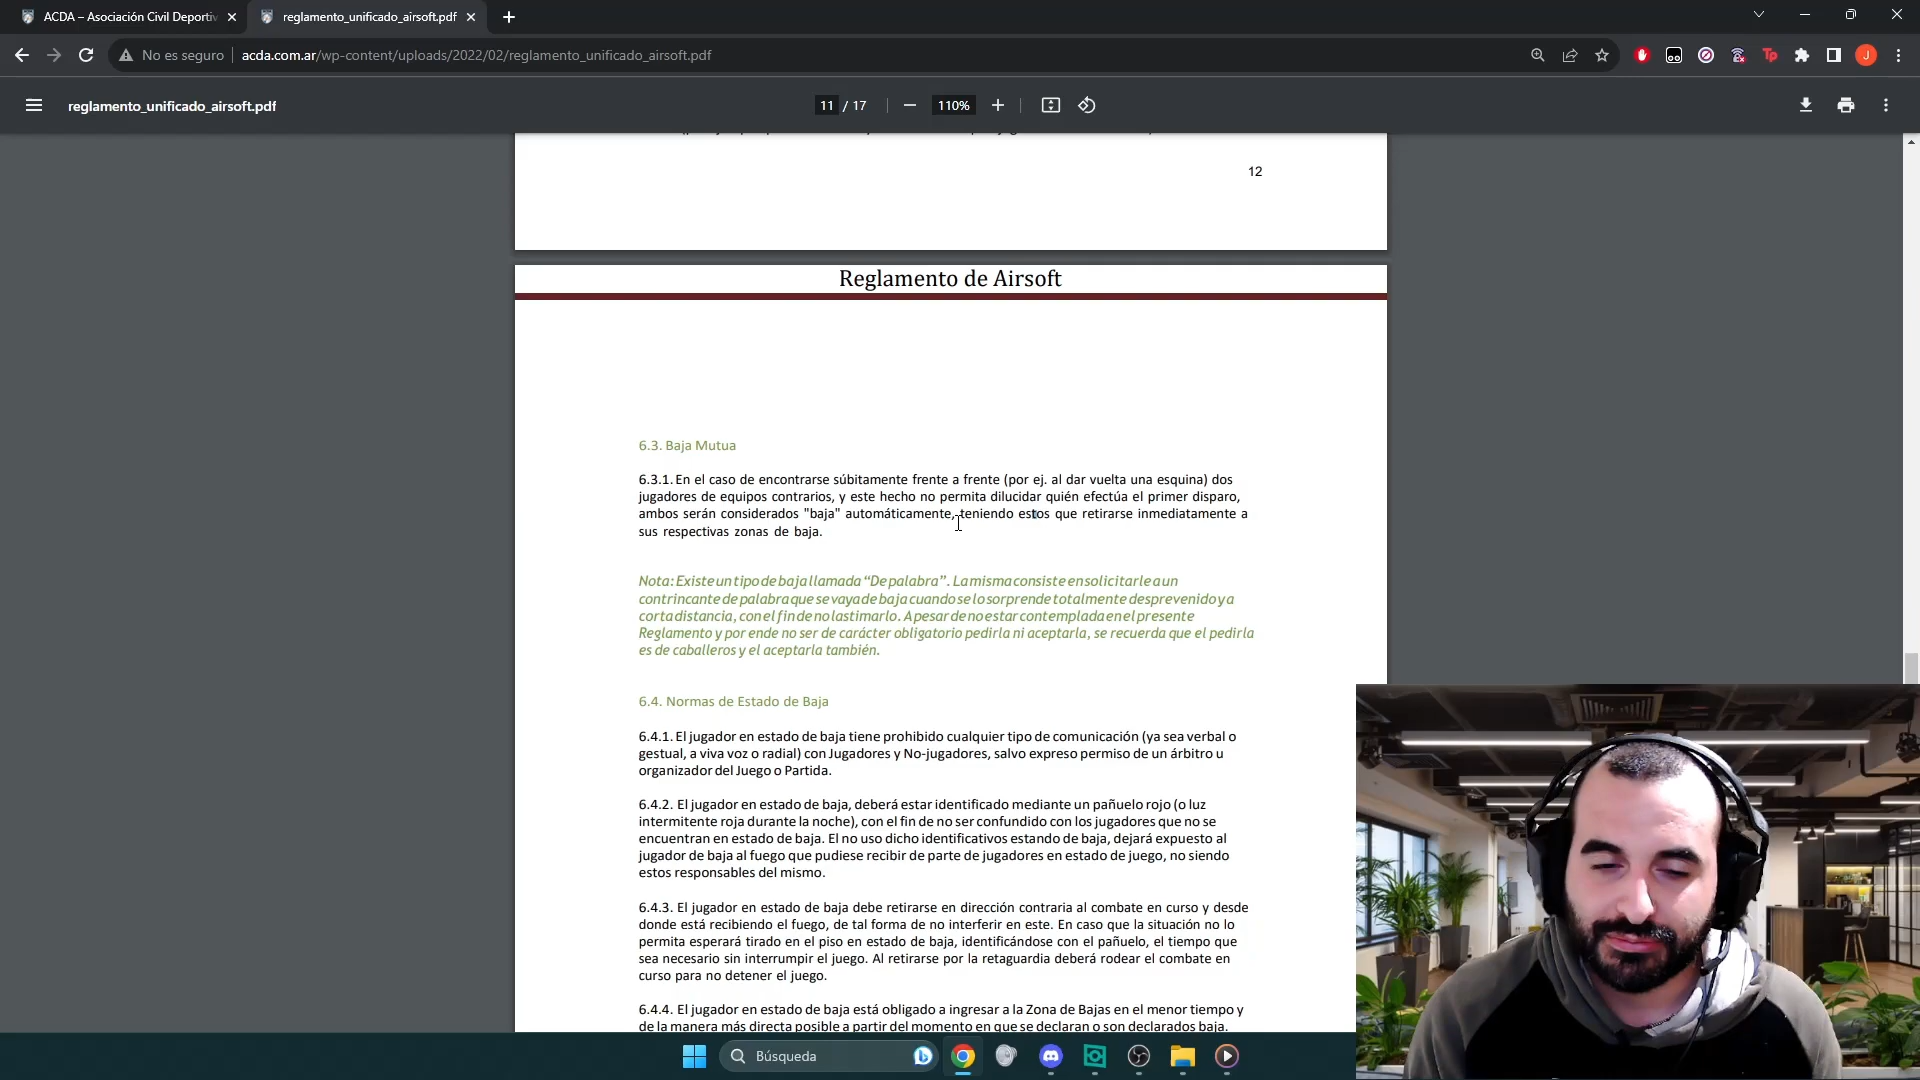 ACDA – Asociación Civil Deportiv
reglamento_unificado_airsoft.pdf
No es seguro
acda.com.ar/wp-content/uploads/2022/02/reglamento_unificado_airsoft.pdf
Tp
J
reglamento_unificado_airsoft.pdf
11 / 17
110%
12
Reglamento de Airsoft
6.3. Baja Mutua
6.3.1. En el caso de encontrarse súbitamente frente a frente (por ej. al dar vuelta una esquina) dos
jugadores de equipos contrarios, y este hecho no permita dilucidar quién efectúa el primer disparo,
ambos serán considerados "baja" automáticamente, teniendo estos que retirarse inmediatamente a
sus respectivas zonas de baja.
Nota: Existe un tipo de baja llamada “De palabra”. La misma consiste en solicitarle a un
contrincante de palabra que se vaya de baja cuando se lo sorprende totalmente desprevenido y a
corta distancia, con el fin de no lastimarlo. A pesar de no estar contemplada en el presente
Reglamento y por ende no ser de carácter obligatorio pedirla ni aceptarla, se recuerda que el pedirla
es de caballeros y el aceptarla también.
6.4. Normas de Estado de Baja
6.4.1. El jugador en estado de baja tiene prohibido cualquier tipo de comunicación (ya sea verbal o
gestual, a viva voz o radial) con Jugadores y No-jugadores, salvo expreso permiso de un árbitro u
organizador del Juego o Partida.
6.4.2. El jugador en estado de baja, deberá estar identificado mediante un pañuelo rojo (o luz
intermitente roja durante la noche), con el fin de no ser confundido con los jugadores que no se
encuentran en estado de baja. El no uso dicho identificativos estando de baja, dejará expuesto al
jugador de baja al fuego que pudiese recibir de parte de jugadores en estado de juego, no siendo
estos responsables del mismo.
6.4.3. El jugador en estado de baja debe retirarse en dirección contraria al combate en curso y desde
donde está recibiendo el fuego, de tal forma de no interferir en este. En caso que la situación no lo
permita esperará tirado en el piso en estado de baja, identificándose con el pañuelo, el tiempo que
sea necesario sin interrumpir el juego. Al retirarse por la retaguardia deberá rodear el combate en
curso para no detener el juego.
6.4.4. El jugador en estado de baja está obligado a ingresar a la Zona de Bajas en el menor tiempo y
de la manera más directa posible a partir del momento en que se declaran o son declarados baja.
Búsqueda